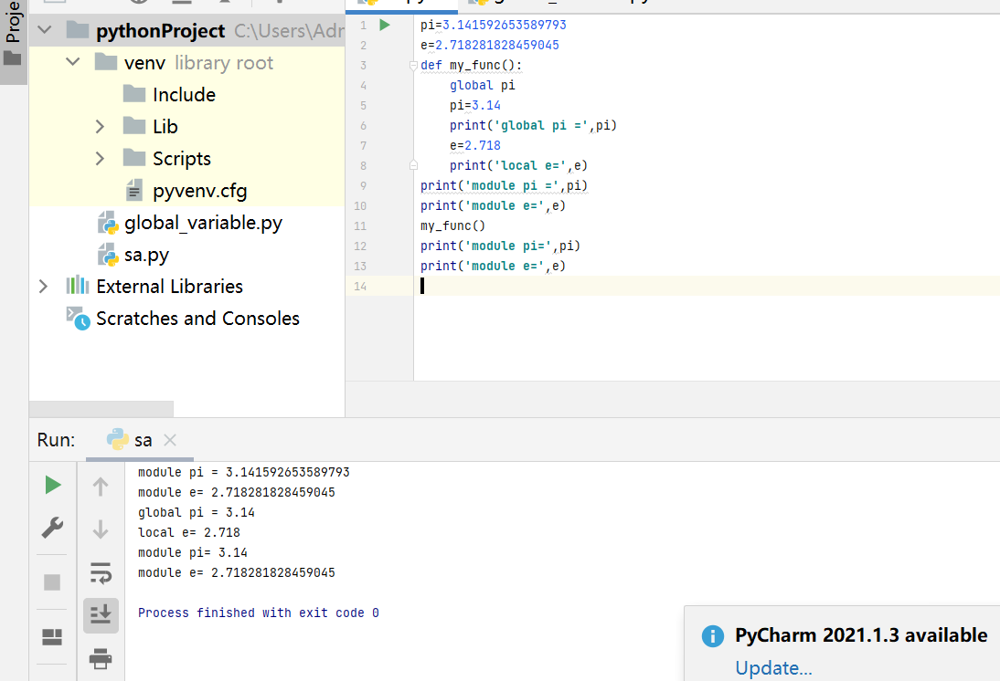 Proje
pythonProject C:\Users\Adr
venv library root
Include
Lib
Scripts
pyvenv.cfg
global_variable.py
sa.py
External Libraries
Scratches and Consoles
1 pi=3.141592653589793
2 e=2.718281828459045
3 def my_func():
4 global pi
5 pi=3.14
6 print('global pi =',pi)
7 e=2.718
8 print('local e=',e)
9 print('module pi =',pi)
10 print('module e=',e)
11 my_func()
12 print('module pi=',pi)
13 print('module e=',e)
14
Run: sa
module pi = 3.141592653589793
module e= 2.718281828459045
global pi = 3.14
local e= 2.718
module pi= 3.14
module e= 2.718281828459045
Process finished with exit code 0
PyCharm 2021.1.3 available
Update...